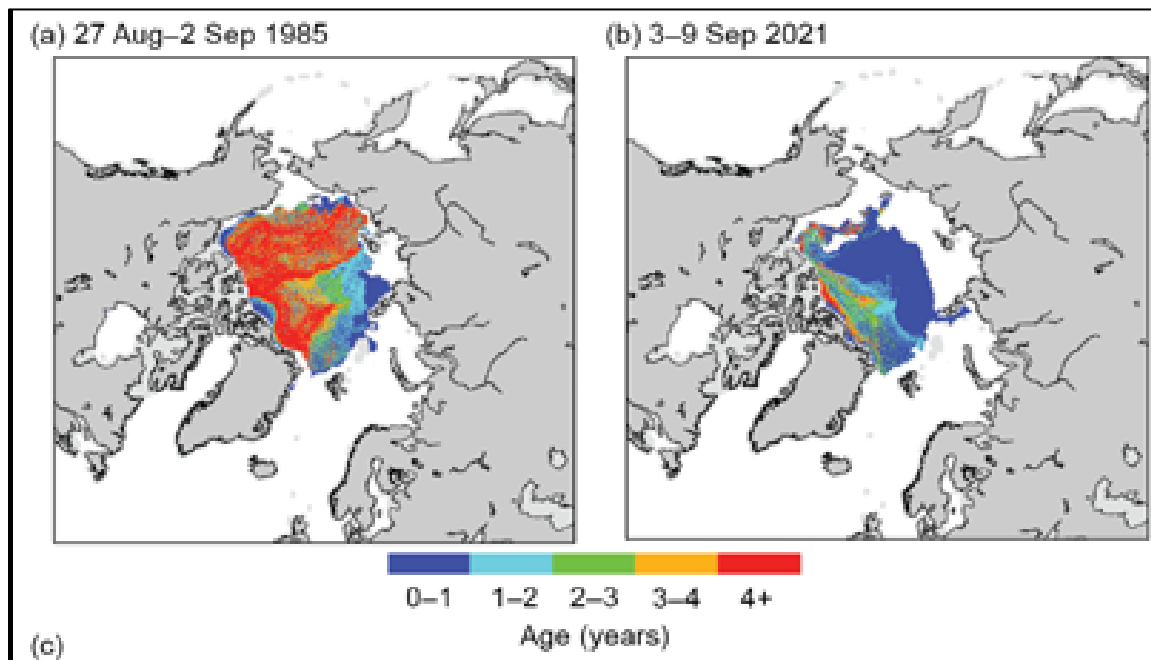 (a) 27 Aug–2 Sep 1985
(b) 3–9 Sep 2021
0–1 1–2 2–3 3–4 4+
Age (years)
(c)